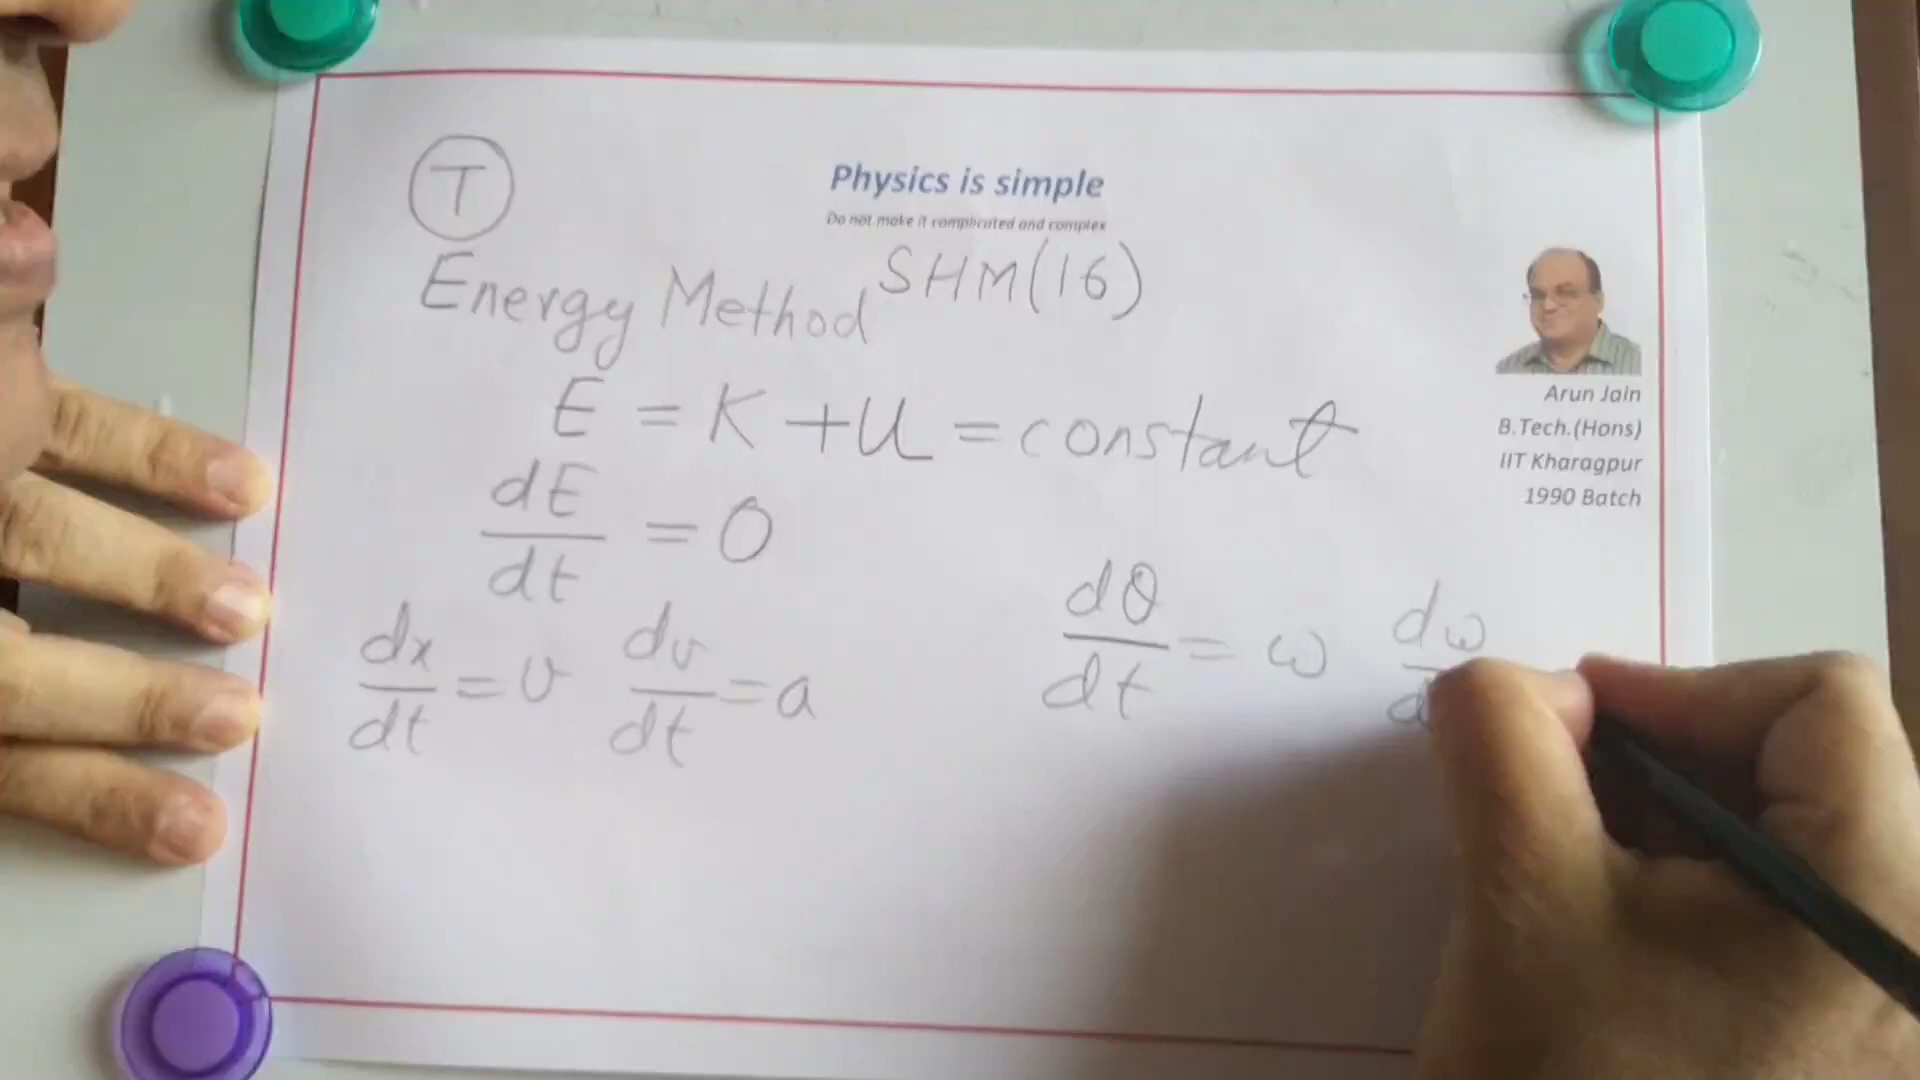 T
Physics is simple
Do not make it complicated and complex
SHM(16)
Energy Method
E = K + U = constant
dE/dt = 0
dx/dt = v dv/dt = a
dθ/dt = ω dω
Arun Jain
B.Tech.(Hons)
IIT Kharagpur
1990 Batch